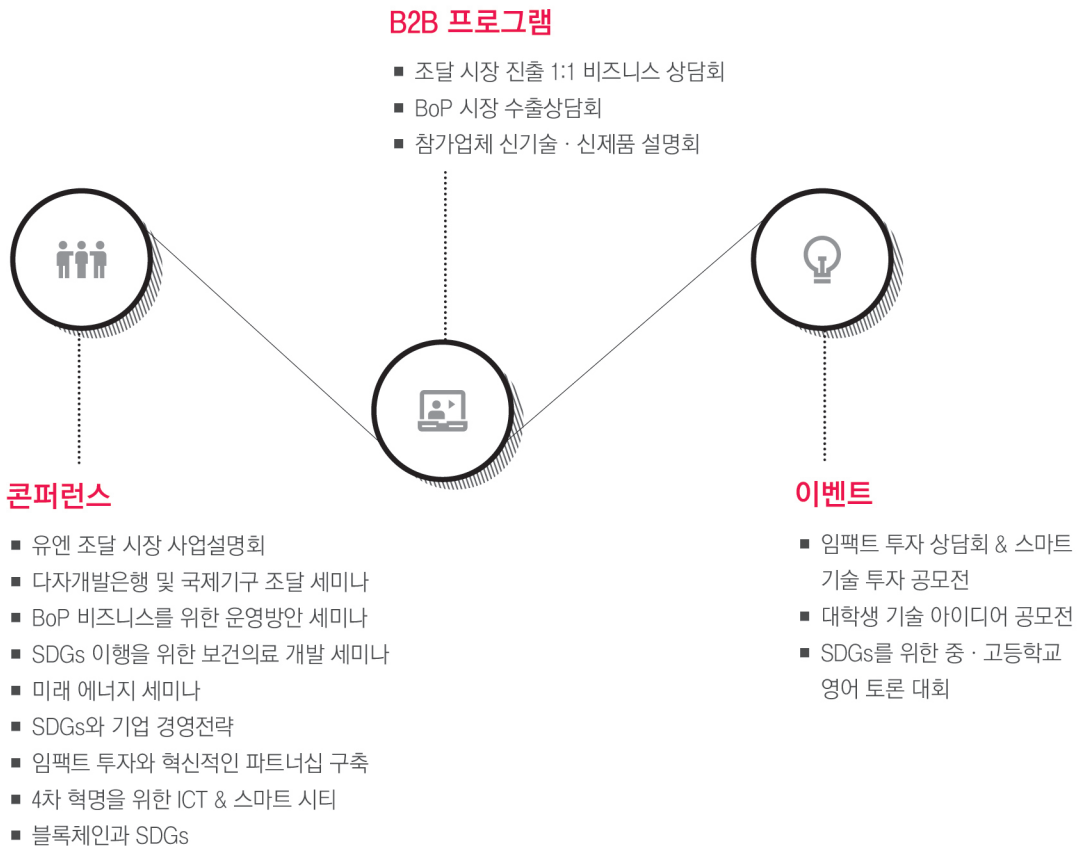 B2B 프로그램
■ 조달 시장 진출 1:1 비즈니스 상담회
■ BoP 시장 수출상담회
■ 참가업체 신기술 · 신제품 설명회
콘퍼런스
■ 유엔 조달 시장 사업설명회
■ 다자개발은행 및 국제기구 조달 세미나
■ BoP 비즈니스를 위한 운영방안 세미나
■ SDGs 이행을 위한 보건의료 개발 세미나
■ 미래 에너지 세미나
■ SDGs와 기업 경영전략
■ 임팩트 투자와 혁신적인 파트너십 구축
■ 4차 혁명을 위한 ICT & 스마트 시티
■ 블록체인과 SDGs
이벤트
■ 임팩트 투자 상담회 & 스마트
기술 투자 공모전
■ 대학생 기술 아이디어 공모전
■ SDGs를 위한 중 · 고등학교
영어 토론 대회